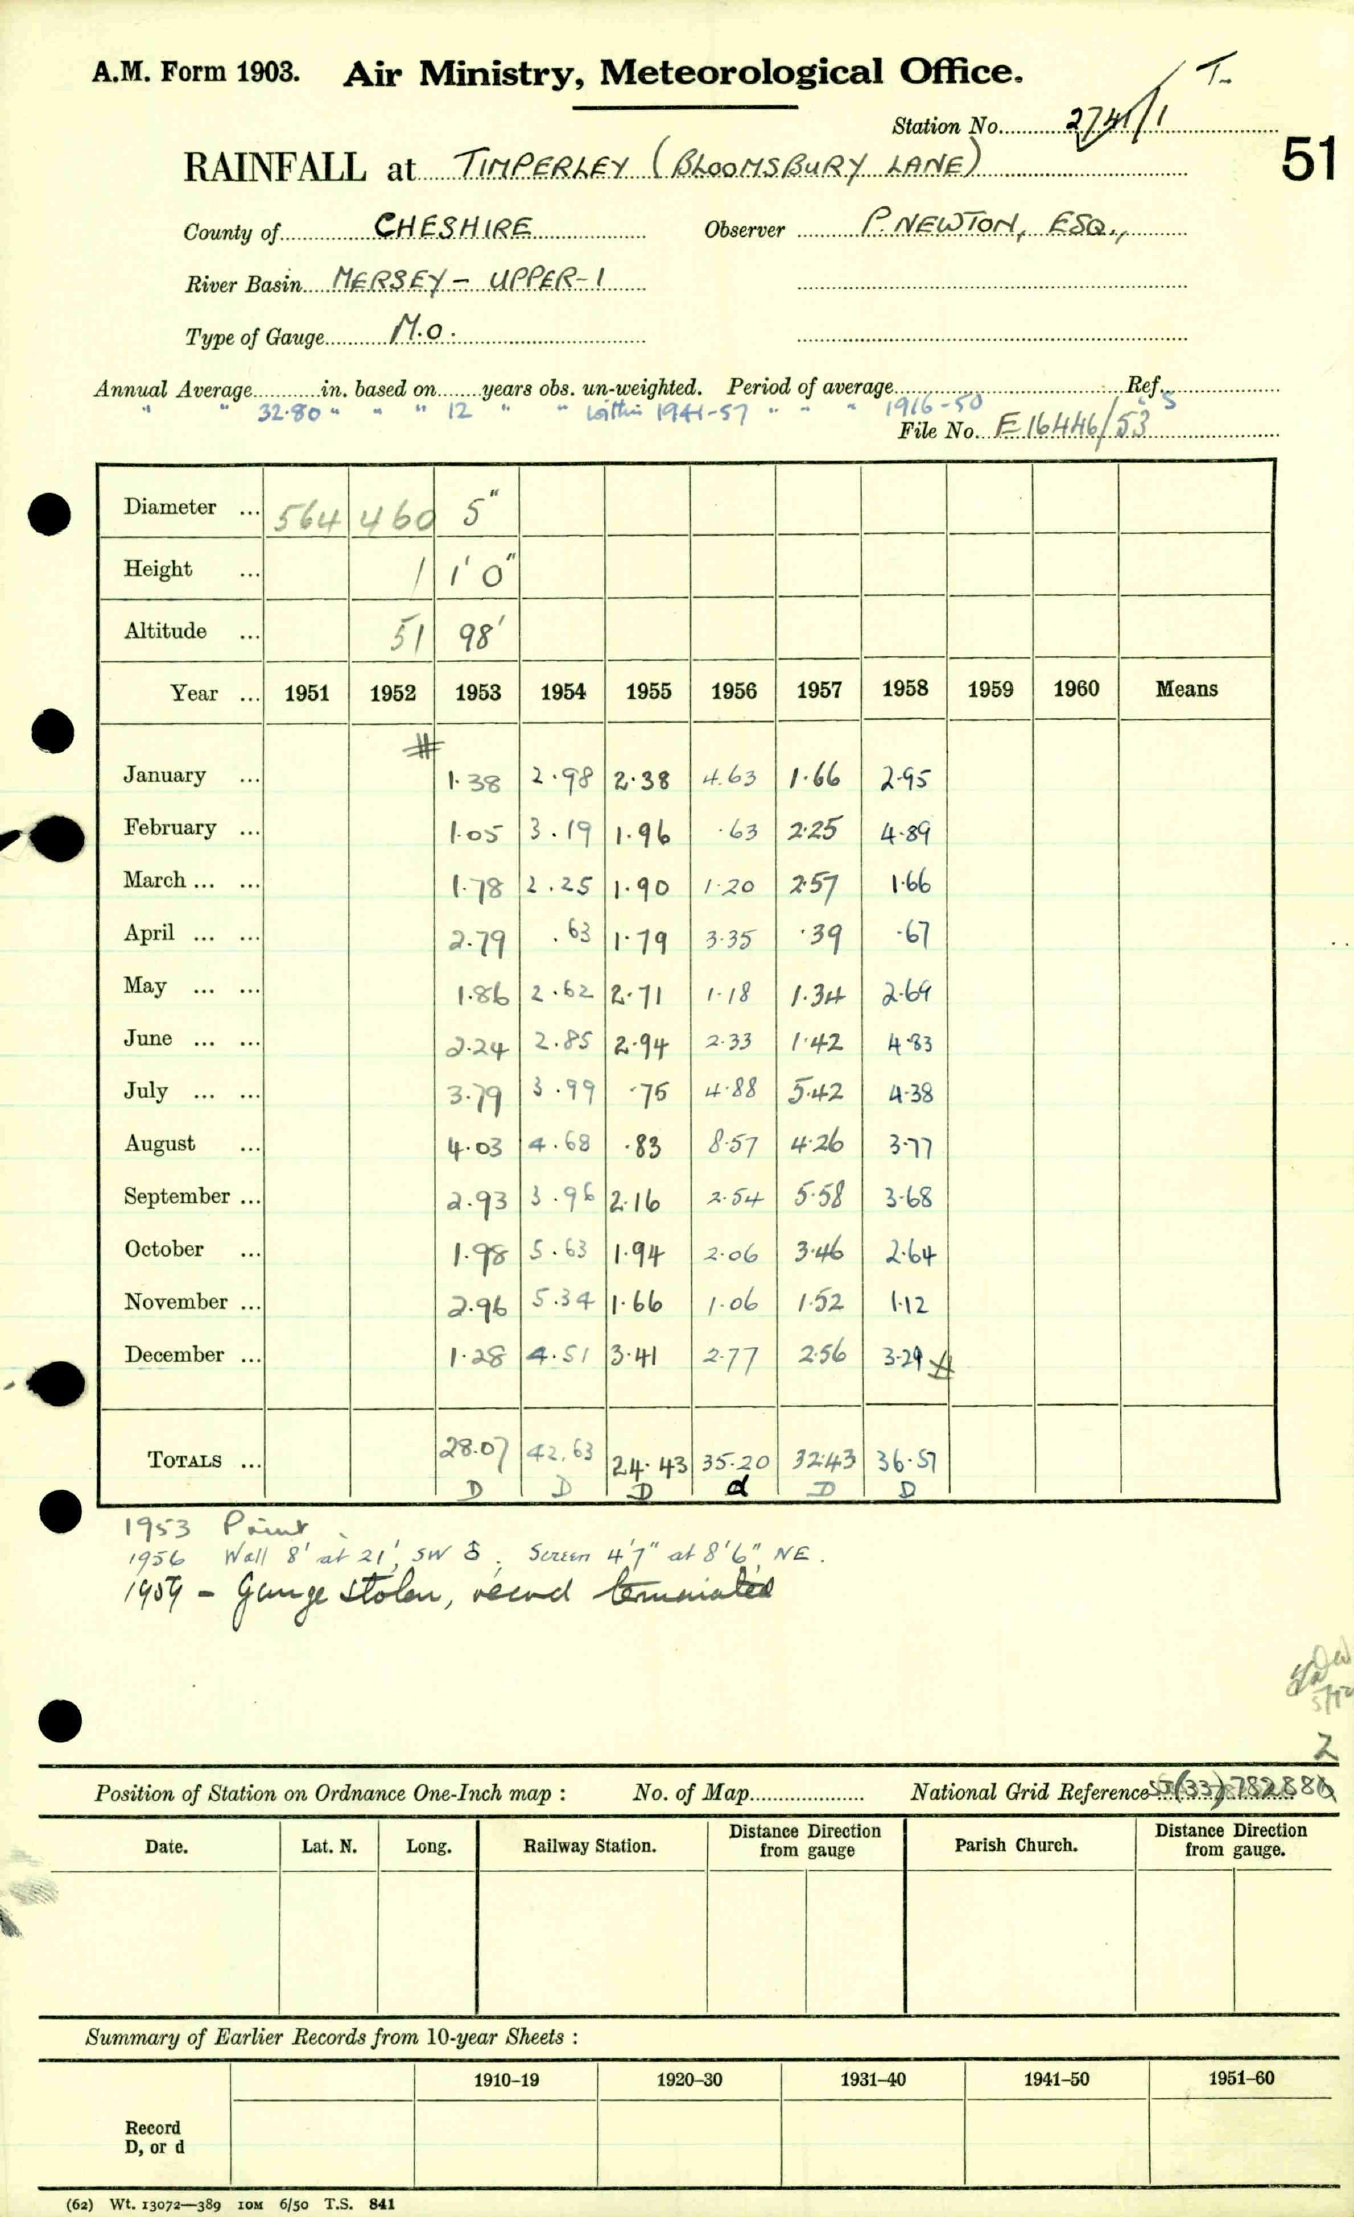 A.M. Form 1903. Air Ministry, Meteorological Office.
T.
Station No. 2741/1
51
RAINFALL at TIMPERLEY (BLOOMSBURY LANE)
County of CHESHIRE Observer P. NEWTON, ESQ.,
River Basin MERSEY – UPPER – 1
Type of Gauge M.O.
Annual Average in. based on years obs. un-weighted. Period of average Ref.
" " 32.80 " " " 12 " " within 1941-57 " " " 1916-50 S
File No. E16446/53
Diameter ... 564 460 5"
Height ... 1 1' 0"
Altitude ... 51 98'
Year ... 1951 1952 1953 1954 1955 1956 1957 1958 1959 1960 Means
January ... 1.38 2.98 2.38 4.63 1.66 2.95
February ... 1.05 3.19 1.96 .63 2.25 4.89
March ... ... 1.78 2.25 1.90 1.20 2.57 1.66
April ... ... 2.79 .63 1.79 3.35 .39 .67
May ... ... 1.86 2.62 2.71 1.18 1.34 2.69
June ... ... 2.24 2.85 2.94 2.33 1.42 4.83
July ... ... 3.79 3.99 .75 4.88 5.42 4.38
August ... 4.03 4.68 .83 8.57 4.26 3.77
September ... 2.93 3.96 2.16 2.54 5.58 3.68
October ... 1.98 5.63 1.94 2.06 3.46 2.64
November ... 2.96 5.34 1.66 1.06 1.52 1.12
December ... 1.28 4.51 3.41 2.77 2.56 3.29
TOTALS ... 28.07 42.63 24.43 35.20 32.43 36.57
D D D d D D
1953 Point
1956 Wall 8' at 21', SW . Screen 4'7" at 8'6", NE.
1959 – Gauge stolen, record terminated
2
Position of Station on Ordnance One-Inch map : No. of Map National Grid Reference (33) 782
Date. Lat. N. Long. Railway Station. Distance from Direction gauge Parish Church. Distance from Direction gauge.
Summary of Earlier Records from 10-year Sheets :
1910–19 1920–30 1931–40 1941–50 1951–60
Record
D, or d
(62) Wt. 13072—389 10M 6/50 T.S. 841